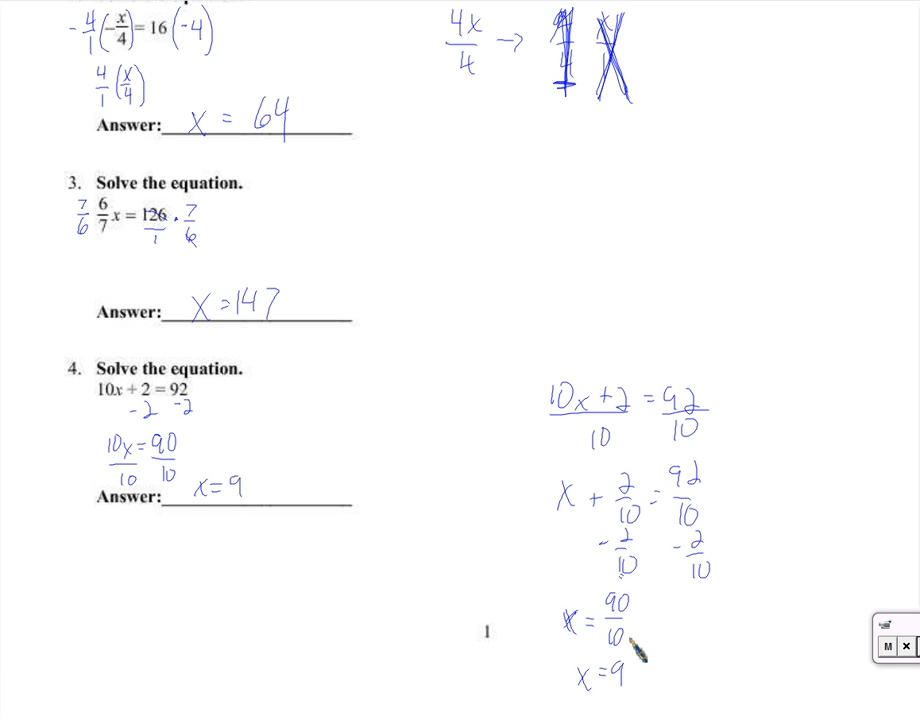 -4/1 (-x/4) = 16 (-4)
4/1 (x/4)
Answer: x = 64
4x/4 →
3. Solve the equation.
7/6 6/7 x = 126/1 . 7/6
Answer: x = 147
4. Solve the equation.
10x + 2 = 92
-2 -2
10x/10 = 90/10
Answer: x = 9
10x + 2/10 = 92/10
x + 2/10 = 92/10
- 2/10 - 2/10
x = 90/10
x = 9
1
M ×